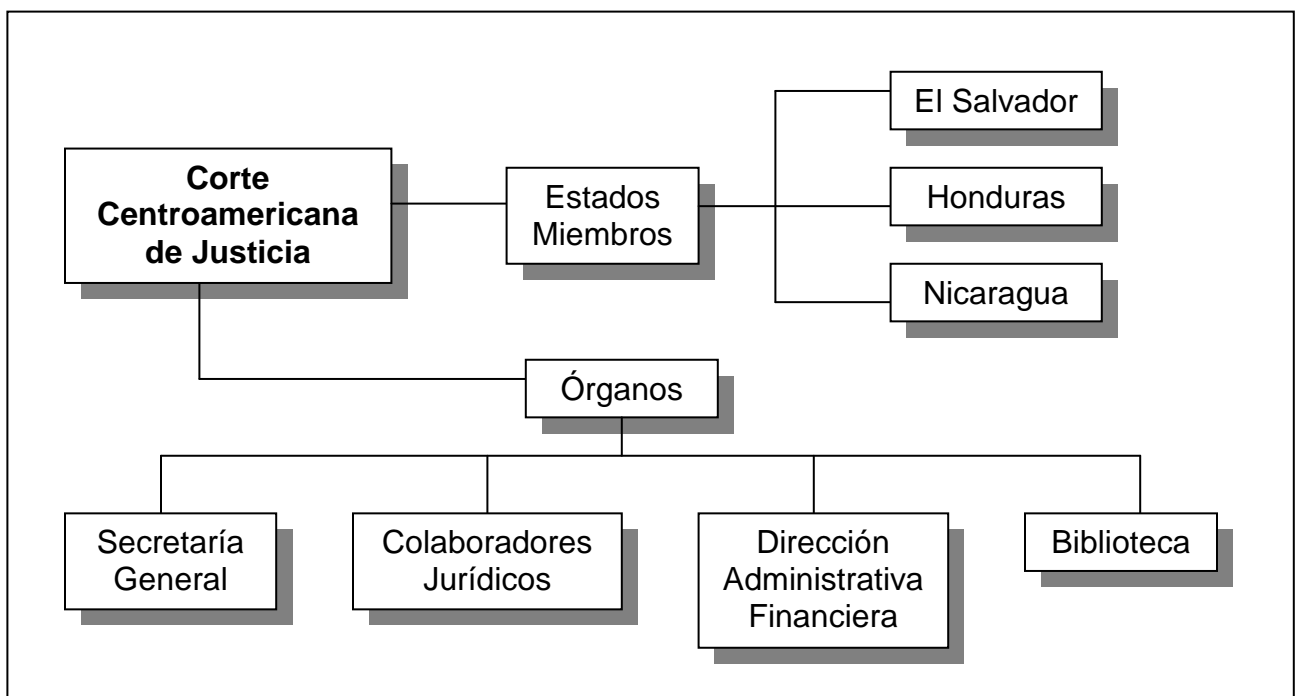 Corte
Centroamericana
de Justicia
Estados
Miembros
El Salvador
Honduras
Nicaragua
Órganos
Secretaría
General
Colaboradores
Jurídicos
Dirección
Administrativa
Financiera
Biblioteca